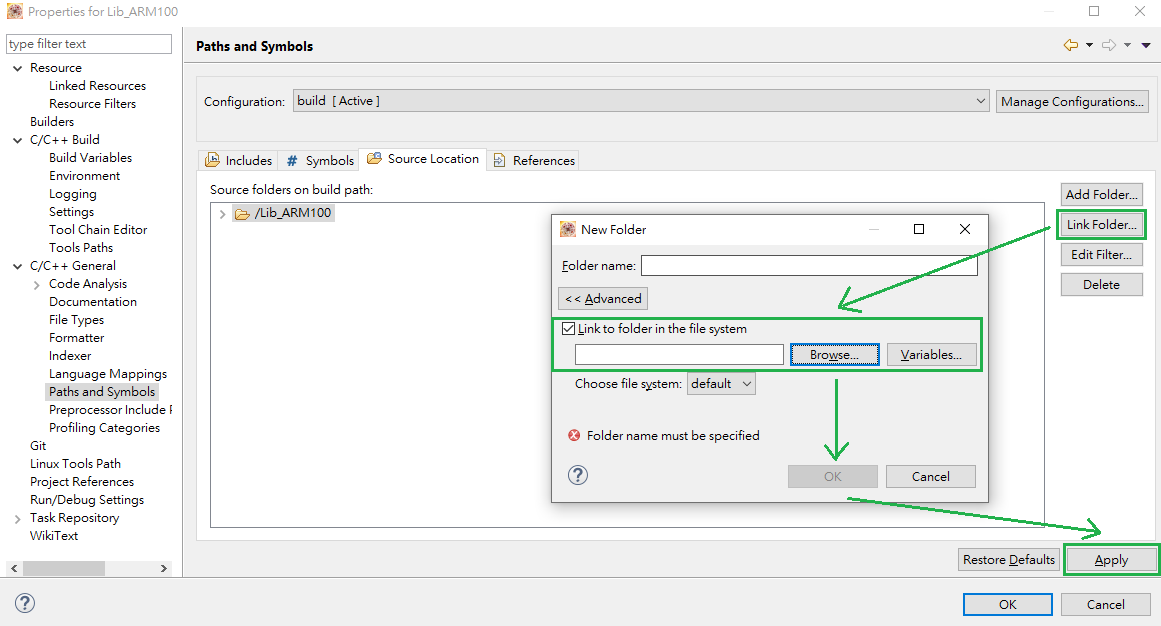 Properties for Lib_ARM100
type filter text
Resource
Linked Resources
Resource Filters
Builders
C/C++ Build
Build Variables
Environment
Logging
Settings
Tool Chain Editor
Tools Paths
C/C++ General
Code Analysis
Documentation
File Types
Formatter
Indexer
Language Mappings
Paths and Symbols
Preprocessor Include P
Profiling Categories
Git
Linux Tools Path
Project References
Run/Debug Settings
Task Repository
WikiText
Paths and Symbols
Configuration: build [ Active ] Manage Configurations...
Includes # Symbols Source Location References
Source folders on build path:
/Lib_ARM100
Add Folder...
Link Folder...
Edit Filter...
Delete
New Folder
Folder name:
<< Advanced
Link to folder in the file system
Browse... Variables...
Choose file system: default
Folder name must be specified
OK Cancel
Restore Defaults Apply
OK Cancel